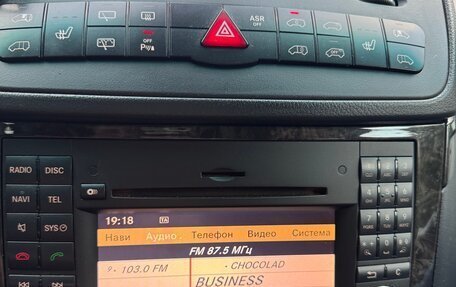 ASR
OFF
OFF
RADIO DISC
NAVI TEL
SYS
19:18 TA
Нави Аудио Телефон Видео Система
FM 87.5 МГц
103.0 FM
CHOCOLAD
BUSINESS
C